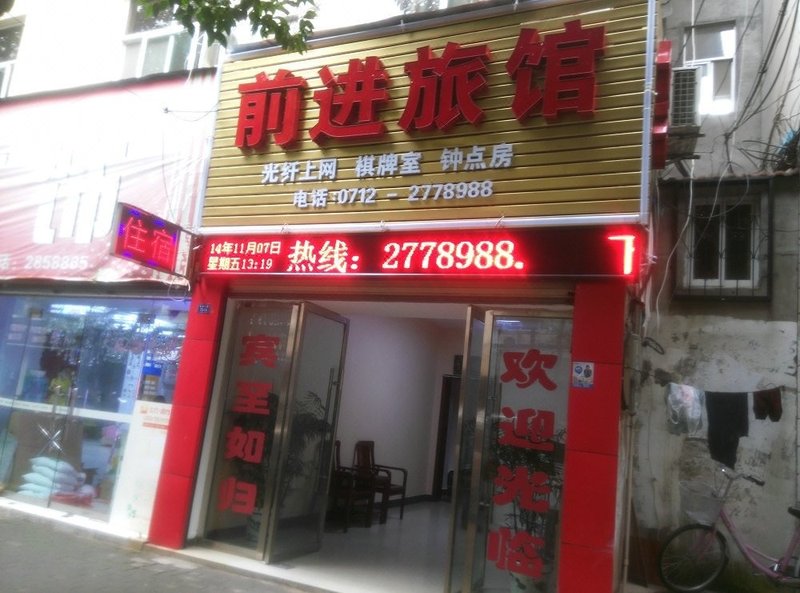 前进旅馆
光纤上网 棋牌室 钟点房
电话:0712-2778988
住宿
14年11月07日
星期五13:19
热线：2778988.
2858885
宾至如归
欢迎光临